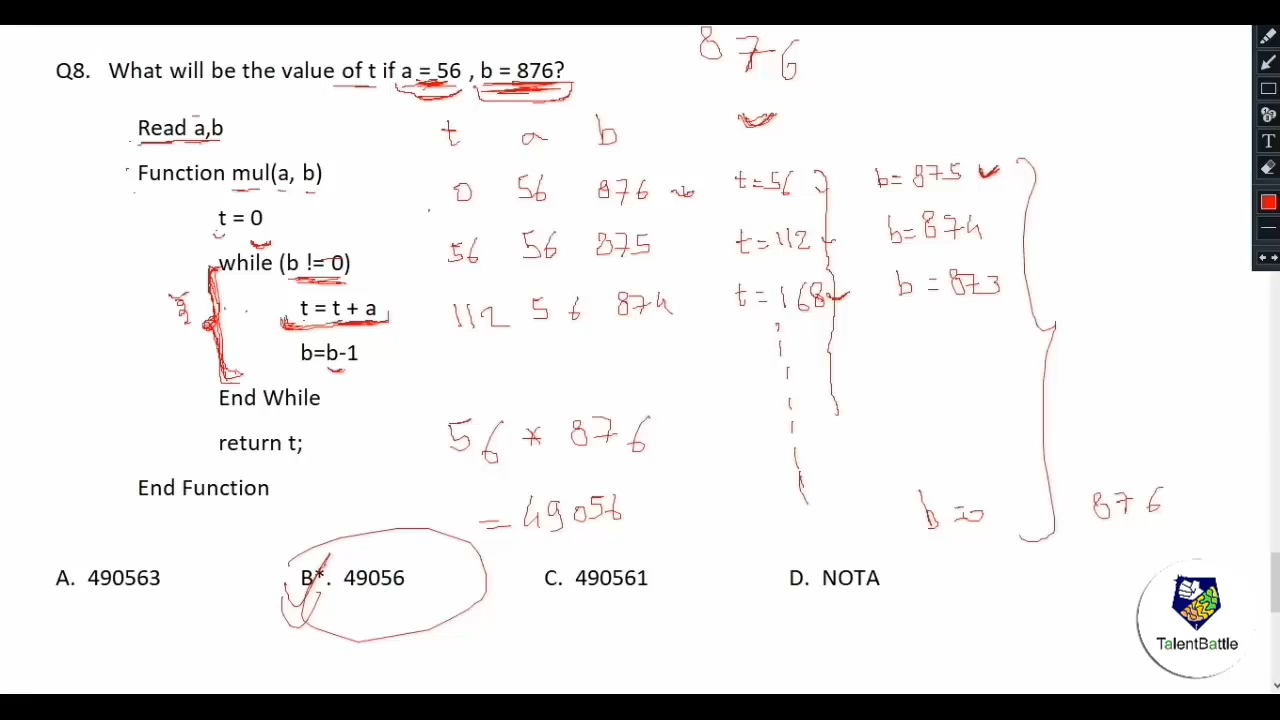 876
Q8. What will be the value of t if a = 56 , b = 876?
Read a,b
t a b
Function mul(a, b)
0 56 876 t=56 b=875
t = 0
56 56 875 t=112 b=874
while (b != 0)
112 56 874 t=168 b=873
t = t + a
b=b-1
End While
56 * 876
return t;
End Function
= 49056
b=0 876
A. 490563 B*. 49056 C. 490561 D. NOTA
TalentBattle
T